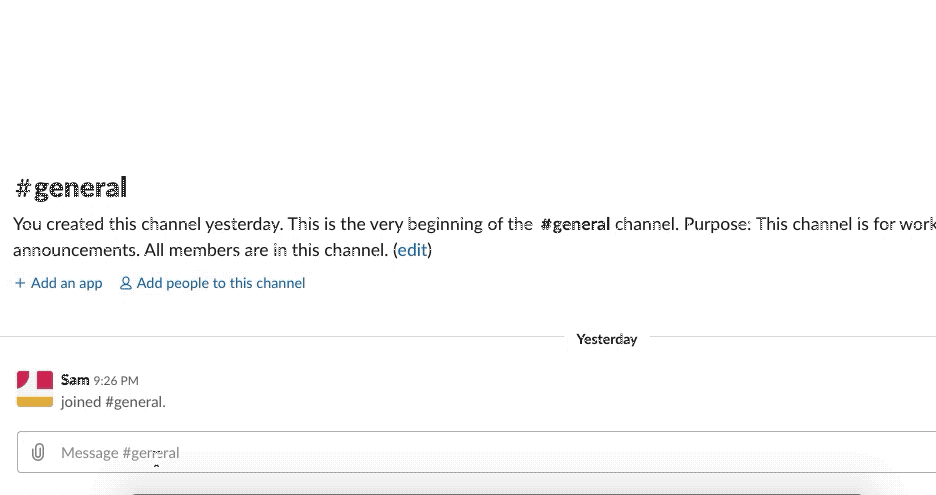 #general
You created this channel yesterday. This is the very beginning of the #general channel. Purpose: This channel is for work
announcements. All members are in this channel. (edit)
+ Add an app Add people to this channel
Yesterday
Sam 9:26 PM
joined #general.
Message #general